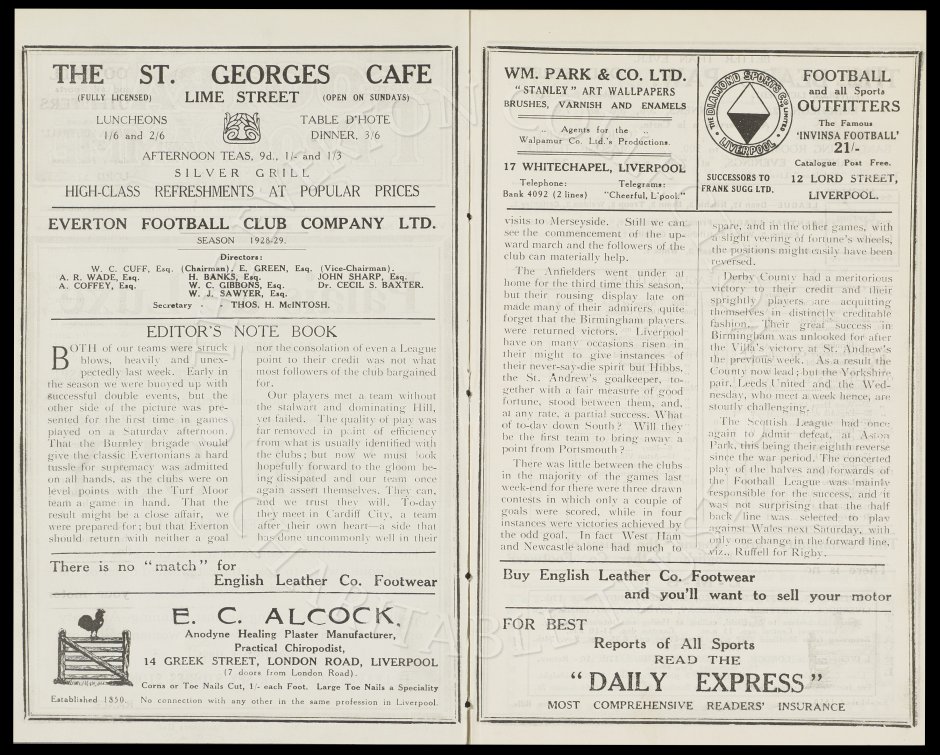 THE ST. GEORGES CAFE
(FULLY LICENSED) LIME STREET (OPEN ON SUNDAYS)
LUNCHEONS
1/6 and 2/6
TABLE D'HOTE
DINNER, 3/6
AFTERNOON TEAS, 9d., 1/- and 1/3
SILVER GRILL
HIGH-CLASS REFRESHMENTS AT POPULAR PRICES
EVERTON FOOTBALL CLUB COMPANY LTD.
SEASON 1928-29.
Directors:
W. C. CUFF, Esq. (Chairman). E. GREEN, Esq. (Vice-Chairman).
A. R. WADE, Esq. H. BANKS, Esq. JOHN SHARP, Esq.
A. COFFEY, Esq. W. C. GIBBONS, Esq. Dr. CECIL S. BAXTER.
W. J. SAWYER, Esq.
Secretary - - THOS. H. McINTOSH.
EDITOR'S NOTE BOOK
BOTH of our teams were struck
blows, heavily and unex-
pectedly last week. Early in
the season we were buoyed up with
successful double events, but the
other side of the picture was pre-
sented for the first time in games
played on a Saturday afternoon.
That the Burnley brigade would
give the classic Evertonians a hard
tussle for supremacy was admitted
on all hands, as the clubs were on
level points with the Turf Moor
team a game in hand. That the
result might be a close affair, we
were prepared for; but that Everton
should return with neither a goal
nor the consolation of even a League
point to their credit was not what
most followers of the club bargained
for.
Our players met a team without
the stalwart and dominating Hill,
yet failed. The quality of play was
far removed in point of efficiency
from what is usually identified with
the clubs; but now we must look
hopefully forward to the gloom be-
ing dissipated and our team once
again assert themselves. They can,
and we trust they will. To-day
they meet in Cardiff City, a team
after their own heart—a side that
has done uncommonly well in their
There is no "match" for
English Leather Co. Footwear
E. C. ALCOCK,
Anodyne Healing Plaster Manufacturer,
Practical Chiropodist,
14 GREEK STREET, LONDON ROAD, LIVERPOOL
(7 doors from London Road).
Corns or Toe Nails Cut, 1/- each Foot. Large Toe Nails a Speciality
Established 1850. No connection with any other in the same profession in Liverpool.
WM. PARK & CO. LTD.
"STANLEY" ART WALLPAPERS
BRUSHES, VARNISH AND ENAMELS
.. Agents for the ..
Walpamur Co. Ltd.'s Productions.
17 WHITECHAPEL, LIVERPOOL
Telephone: Telegrams:
Bank 4092 (2 lines) "Cheerful, L'pool."
THE DIAMOND SPORTS Co LIMITED
LIVERPOOL
SUCCESSORS TO
FRANK SUGG LTD.
FOOTBALL
and all Sports
OUTFITTERS
The Famous
'INVINSA FOOTBALL'
21/-
Catalogue Post Free.
12 LORD STREET,
LIVERPOOL.
visits to Merseyside. Still we can
see the commencement of the up-
ward march and the followers of the
club can materially help.
The Anfielders went under at
home for the third time this season,
but their rousing display late on
made many of their admirers quite
forget that the Birmingham players
were returned victors. Liverpool
have on many occasions risen in
their might to give instances of
their never-say-die spirit but Hibbs,
the St. Andrew's goalkeeper, to-
gether with a fair measure of good
fortune, stood between them, and,
at any rate, a partial success. What
of to-day down South? Will they
be the first to bring away a
point from Portsmouth?
There was little between the clubs
in the majority of the games last
week-end for there were three drawn
contests in which only a couple of
goals were scored, while in four
instances were victories achieved by
the odd goal. In fact West Ham
and Newcastle alone had much to
spare, and in the other games, with
a slight veering of fortune's wheels,
the positions might easily have been
reversed.
Derby County had a meritorious
victory to their credit and their
sprightly players are acquitting
themselves in distinctly creditable
fashion. Their great success in
Birmingham was unlooked for after
the Villa's victory at St. Andrew's
the previous week. As a result the
County now lead; but the Yorkshire
pair, Leeds United and the Wed-
nesday, who meet a week hence, are
stoutly challenging.
The Scottish League had once
again to admit defeat, at Aston
Park, this being their eighth reverse
since the war period. The concerted
play of the halves and forwards of
the Football League was mainly
responsible for the success, and it
was not surprising that the half
back line was selected to play
against Wales next Saturday, with
only one change in the forward line,
viz., Ruffell for Rigby.
Buy English Leather Co. Footwear
and you'll want to sell your motor
FOR BEST
Reports of All Sports
READ THE
"DAILY EXPRESS"
MOST COMPREHENSIVE READERS' INSURANCE